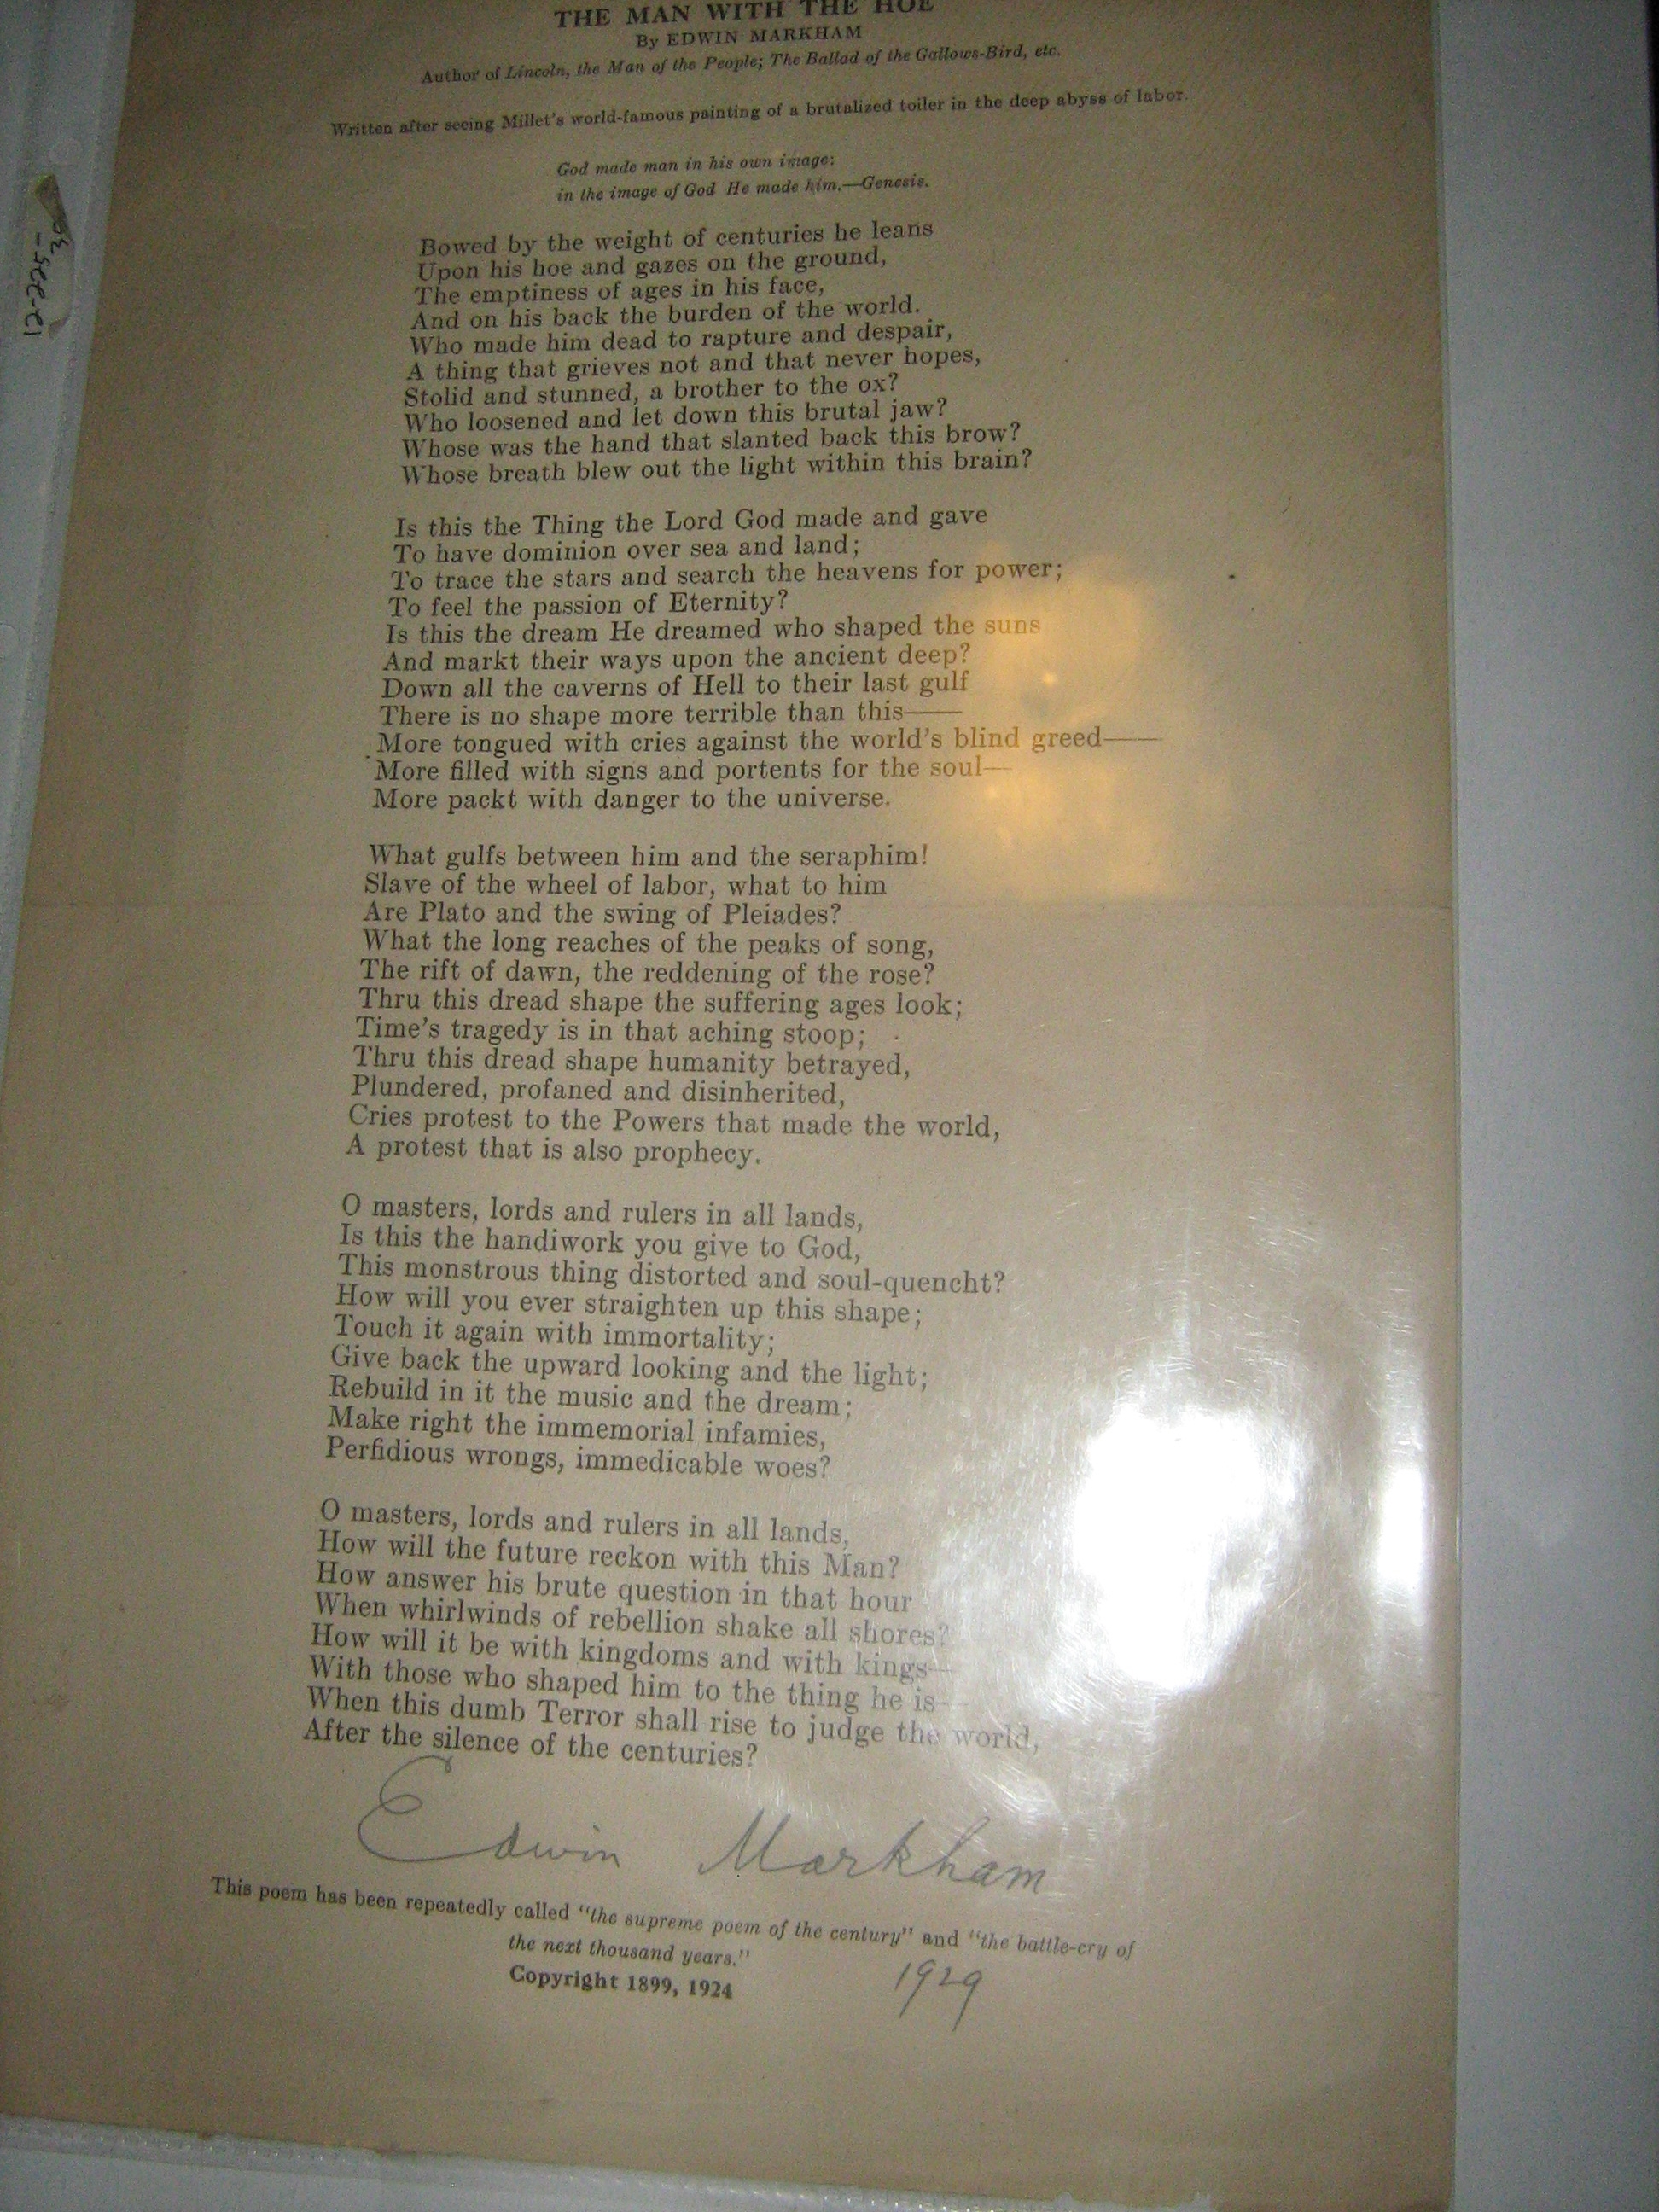 THE MAN WITH THE HOE
By EDWIN MARKHAM
Author of Lincoln, the Man of the People; The Ballad of the Gallows-Bird, etc.
Written after seeing Millet's world-famous painting of a brutalized toiler in the deep abyss of labor.
God made man in his own image:
in the image of God He made him.—Genesis.
Bowed by the weight of centuries he leans
Upon his hoe and gazes on the ground,
The emptiness of ages in his face,
And on his back the burden of the world.
Who made him dead to rapture and despair,
A thing that grieves not and that never hopes,
Stolid and stunned, a brother to the ox?
Who loosened and let down this brutal jaw?
Whose was the hand that slanted back this brow?
Whose breath blew out the light within this brain?
Is this the Thing the Lord God made and gave
To have dominion over sea and land;
To trace the stars and search the heavens for power;
To feel the passion of Eternity?
Is this the dream He dreamed who shaped the suns
And markt their ways upon the ancient deep?
Down all the caverns of Hell to their last gulf
There is no shape more terrible than this——
More tongued with cries against the world's blind greed——
More filled with signs and portents for the soul—
More packt with danger to the universe.
What gulfs between him and the seraphim!
Slave of the wheel of labor, what to him
Are Plato and the swing of Pleiades?
What the long reaches of the peaks of song,
The rift of dawn, the reddening of the rose?
Thru this dread shape the suffering ages look;
Time's tragedy is in that aching stoop;
Thru this dread shape humanity betrayed,
Plundered, profaned and disinherited,
Cries protest to the Powers that made the world,
A protest that is also prophecy.
O masters, lords and rulers in all lands,
Is this the handiwork you give to God,
This monstrous thing distorted and soul-quencht?
How will you ever straighten up this shape;
Touch it again with immortality;
Give back the upward looking and the light;
Rebuild in it the music and the dream;
Make right the immemorial infamies,
Perfidious wrongs, immedicable woes?
O masters, lords and rulers in all lands,
How will the future reckon with this Man?
How answer his brute question in that hour
When whirlwinds of rebellion shake all shores?
How will it be with kingdoms and with kings—
With those who shaped him to the thing he is—
When this dumb Terror shall rise to judge the world,
After the silence of the centuries?
Edwin Markham
This poem has been repeatedly called "the supreme poem of the century" and "the battle-cry of
the next thousand years."
Copyright 1899, 1924
1929